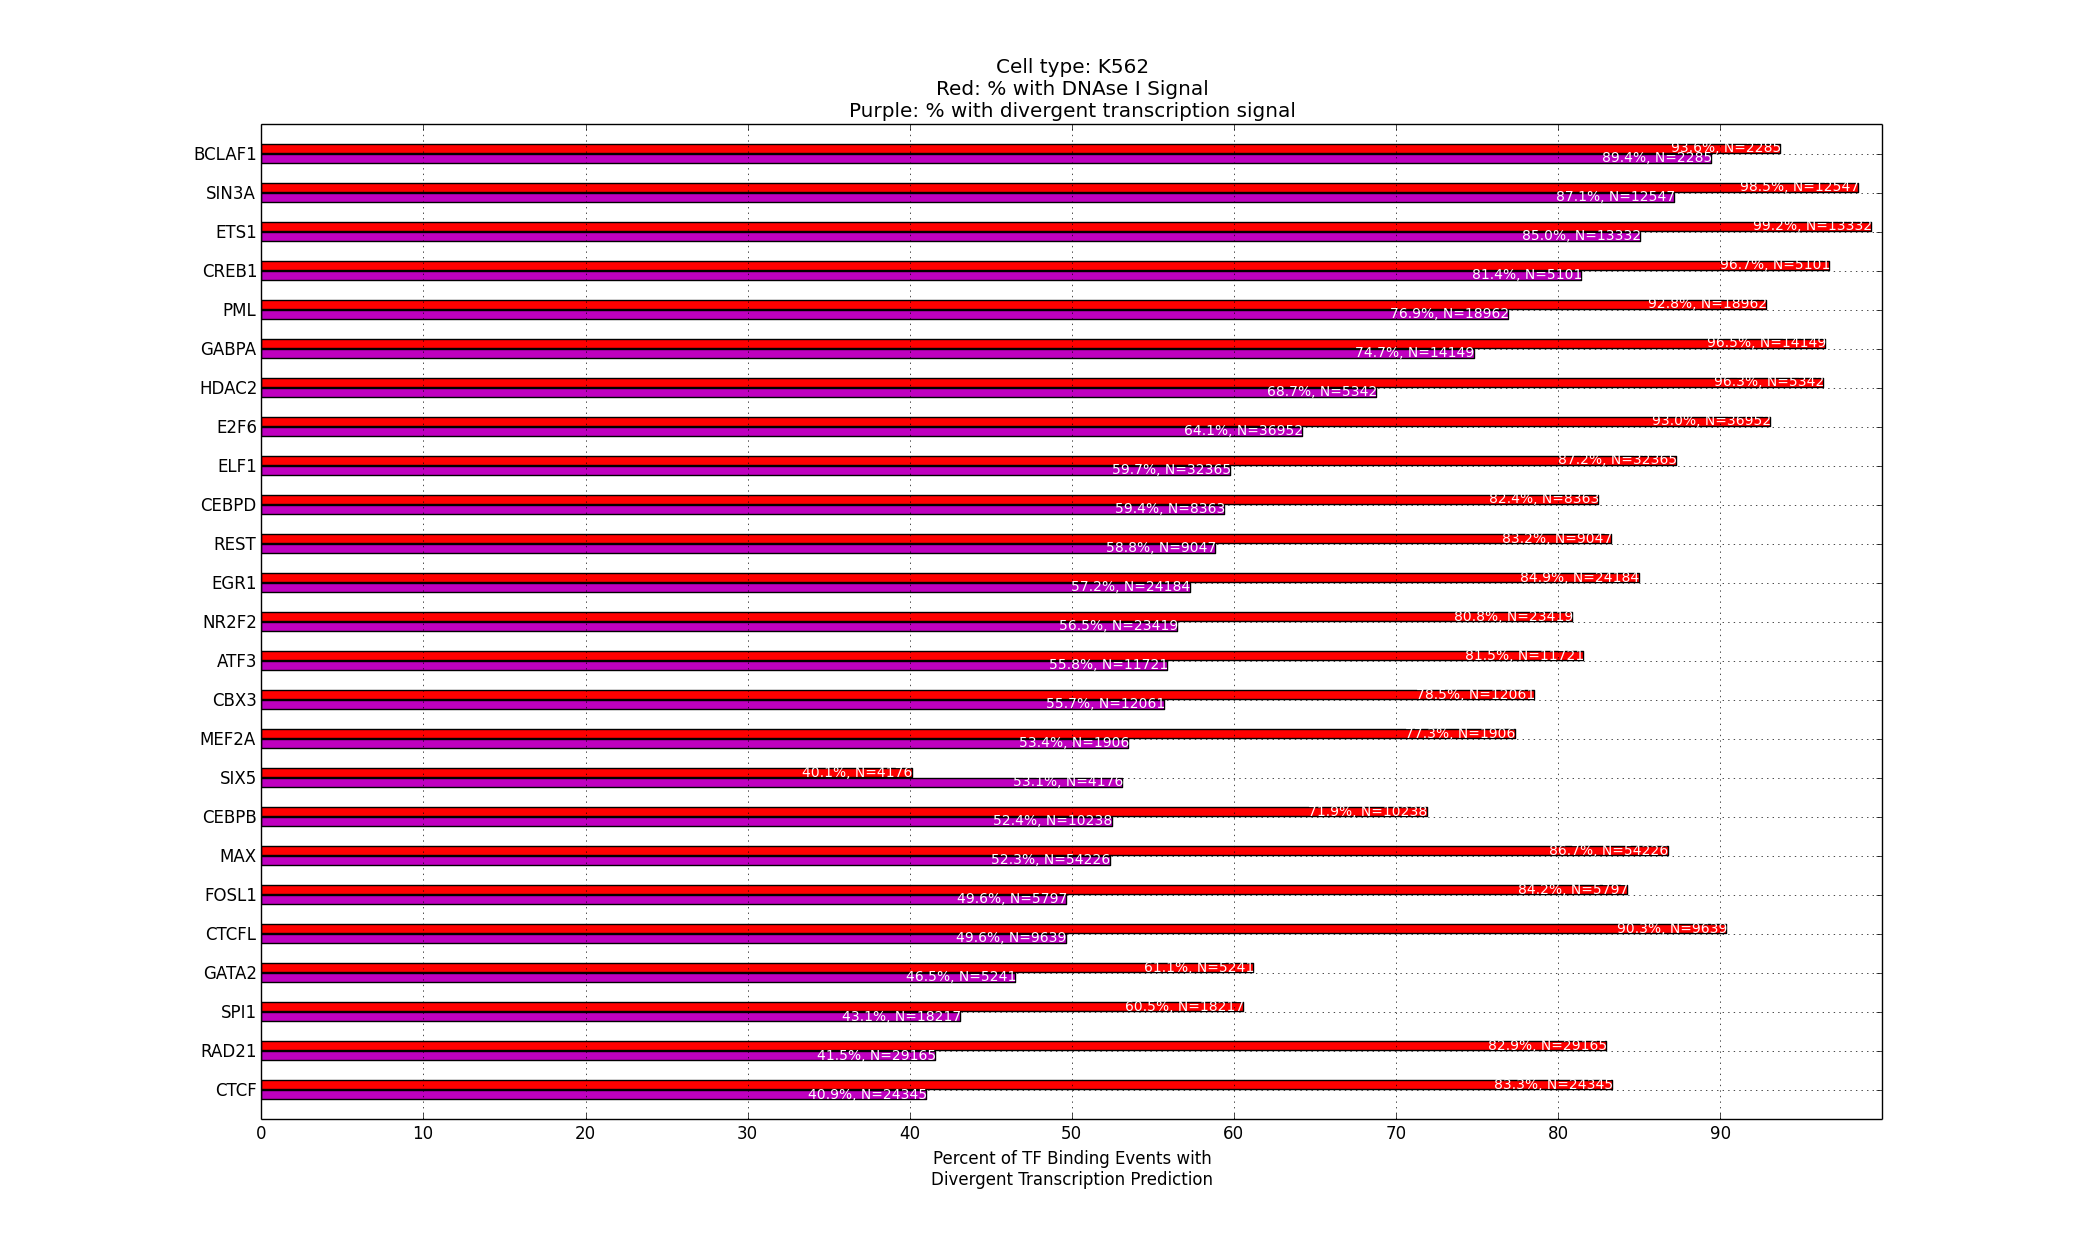 Cell type: K562
Red: % with DNAse I Signal
Purple: % with divergent transcription signal
BCLAF1
93.6%, N=2285
89.4%, N=2285
SIN3A
98.5%, N=12547
87.1%, N=12547
ETS1
99.2%, N=13332
85.0%, N=13332
CREB1
96.7%, N=5101
81.4%, N=5101
PML
92.8%, N=18962
76.9%, N=18962
GABPA
96.5%, N=14149
74.7%, N=14149
HDAC2
96.3%, N=5342
68.7%, N=5342
E2F6
93.0%, N=36952
64.1%, N=36952
ELF1
87.2%, N=32365
59.7%, N=32365
CEBPD
82.4%, N=8363
59.4%, N=8363
REST
83.2%, N=9047
58.8%, N=9047
EGR1
84.9%, N=24184
57.2%, N=24184
NR2F2
80.8%, N=23419
56.5%, N=23419
ATF3
81.5%, N=11721
55.8%, N=11721
CBX3
78.5%, N=12061
55.7%, N=12061
MEF2A
77.3%, N=1906
53.4%, N=1906
SIX5
40.1%, N=4176
53.1%, N=4176
CEBPB
71.9%, N=10238
52.4%, N=10238
MAX
86.7%, N=54226
52.3%, N=54226
FOSL1
84.2%, N=5797
49.6%, N=5797
CTCFL
90.3%, N=9639
49.6%, N=9639
GATA2
61.1%, N=5241
46.5%, N=5241
SPI1
60.5%, N=18217
43.1%, N=18217
RAD21
82.9%, N=29165
41.5%, N=29165
CTCF
83.3%, N=24345
40.9%, N=24345
0 10 20 30 40 50 60 70 80 90
Percent of TF Binding Events with
Divergent Transcription Prediction